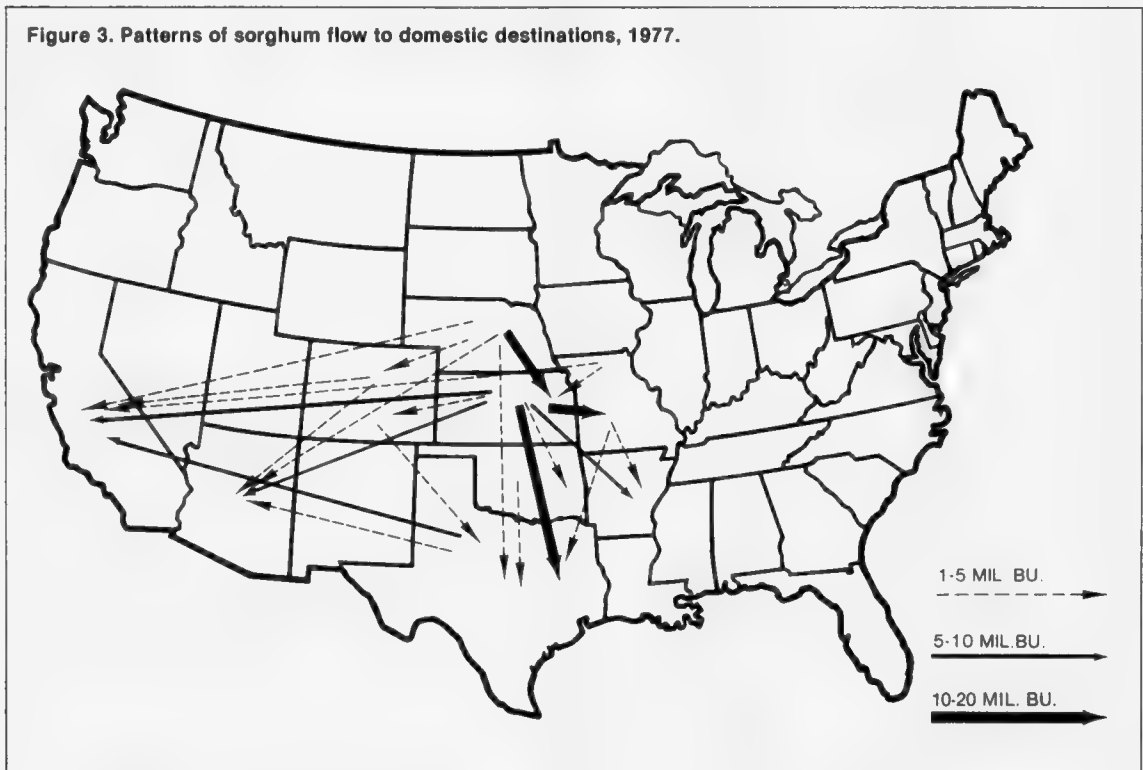 Figure 3. Patterns of sorghum flow to domestic destinations, 1977.
1-5 MIL BU.
5-10 MIL.BU.
10-20 MIL. BU.